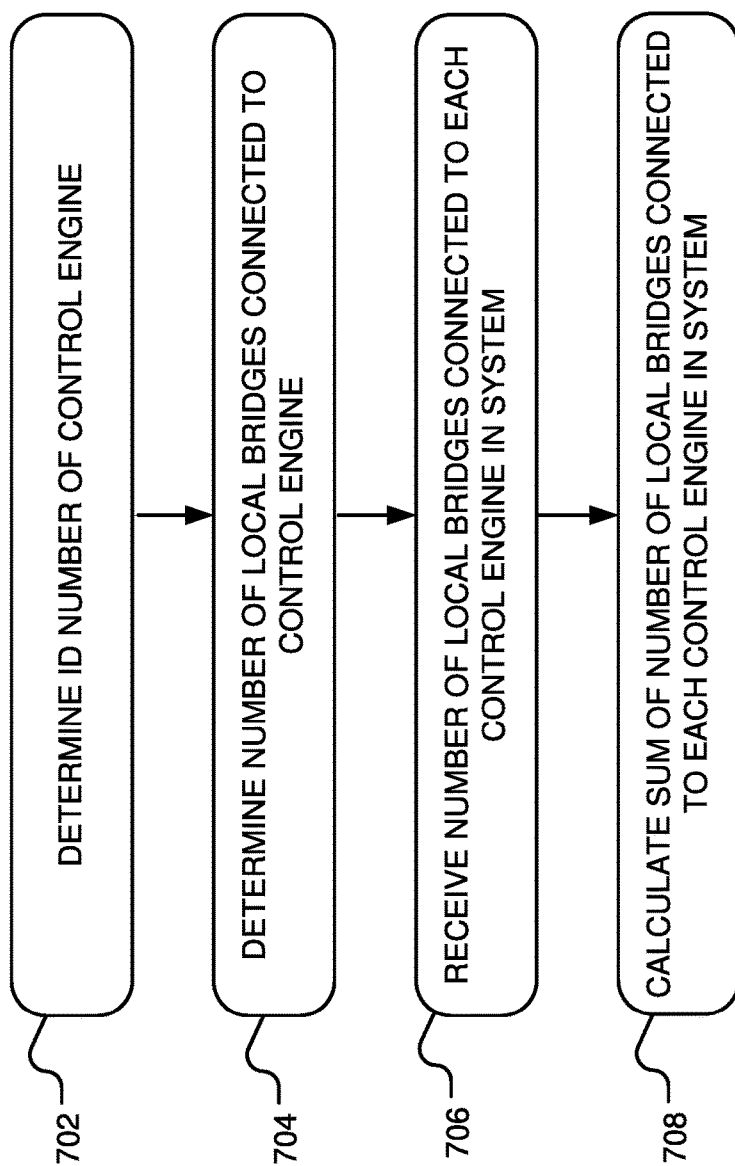 702
DETERMINE ID NUMBER OF CONTROL ENGINE
704
DETERMINE NUMBER OF LOCAL BRIDGES CONNECTED TO
CONTROL ENGINE
706
RECEIVE NUMBER OF LOCAL BRIDGES CONNECTED TO EACH
CONTROL ENGINE IN SYSTEM
708
CALCULATE SUM OF NUMBER OF LOCAL BRIDGES CONNECTED
TO EACH CONTROL ENGINE IN SYSTEM